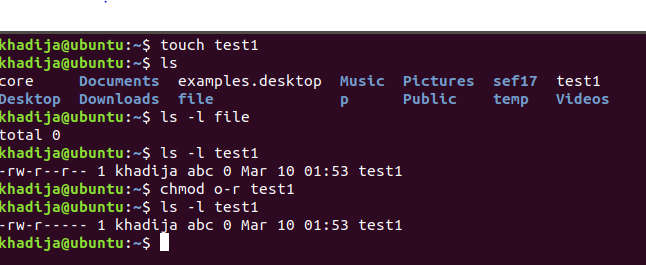 khadija@ubuntu:~$ touch test1
khadija@ubuntu:~$ ls
core     Documents  examples.desktop  Music  Pictures  sef17  test1
Desktop  Downloads  file              p      Public    temp   Videos
khadija@ubuntu:~$ ls -l file
total 0
khadija@ubuntu:~$ ls -l test1
-rw-r--r-- 1 khadija abc 0 Mar 10 01:53 test1
khadija@ubuntu:~$ chmod o-r test1
khadija@ubuntu:~$ ls -l test1
-rw-r----- 1 khadija abc 0 Mar 10 01:53 test1
khadija@ubuntu:~$